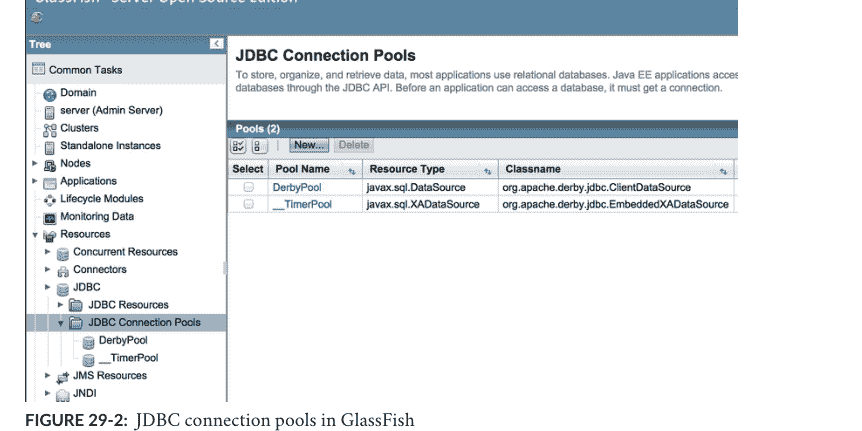 GlassFish™ Server Open Source Edition
Tree
Common Tasks
Domain
server (Admin Server)
Clusters
Standalone Instances
Nodes
Applications
Lifecycle Modules
Monitoring Data
Resources
Concurrent Resources
Connectors
JDBC
JDBC Resources
JDBC Connection Pools
DerbyPool
__TimerPool
JMS Resources
JNDI
JDBC Connection Pools
To store, organize, and retrieve data, most applications use relational databases. Java EE applications acces
databases through the JDBC API. Before an application can access a database, it must get a connection.
Pools (2)
New... Delete
Select Pool Name Resource Type Classname
DerbyPool javax.sql.DataSource org.apache.derby.jdbc.ClientDataSource
__TimerPool javax.sql.XADataSource org.apache.derby.jdbc.EmbeddedXADataSource
FIGURE 29-2: JDBC connection pools in GlassFish